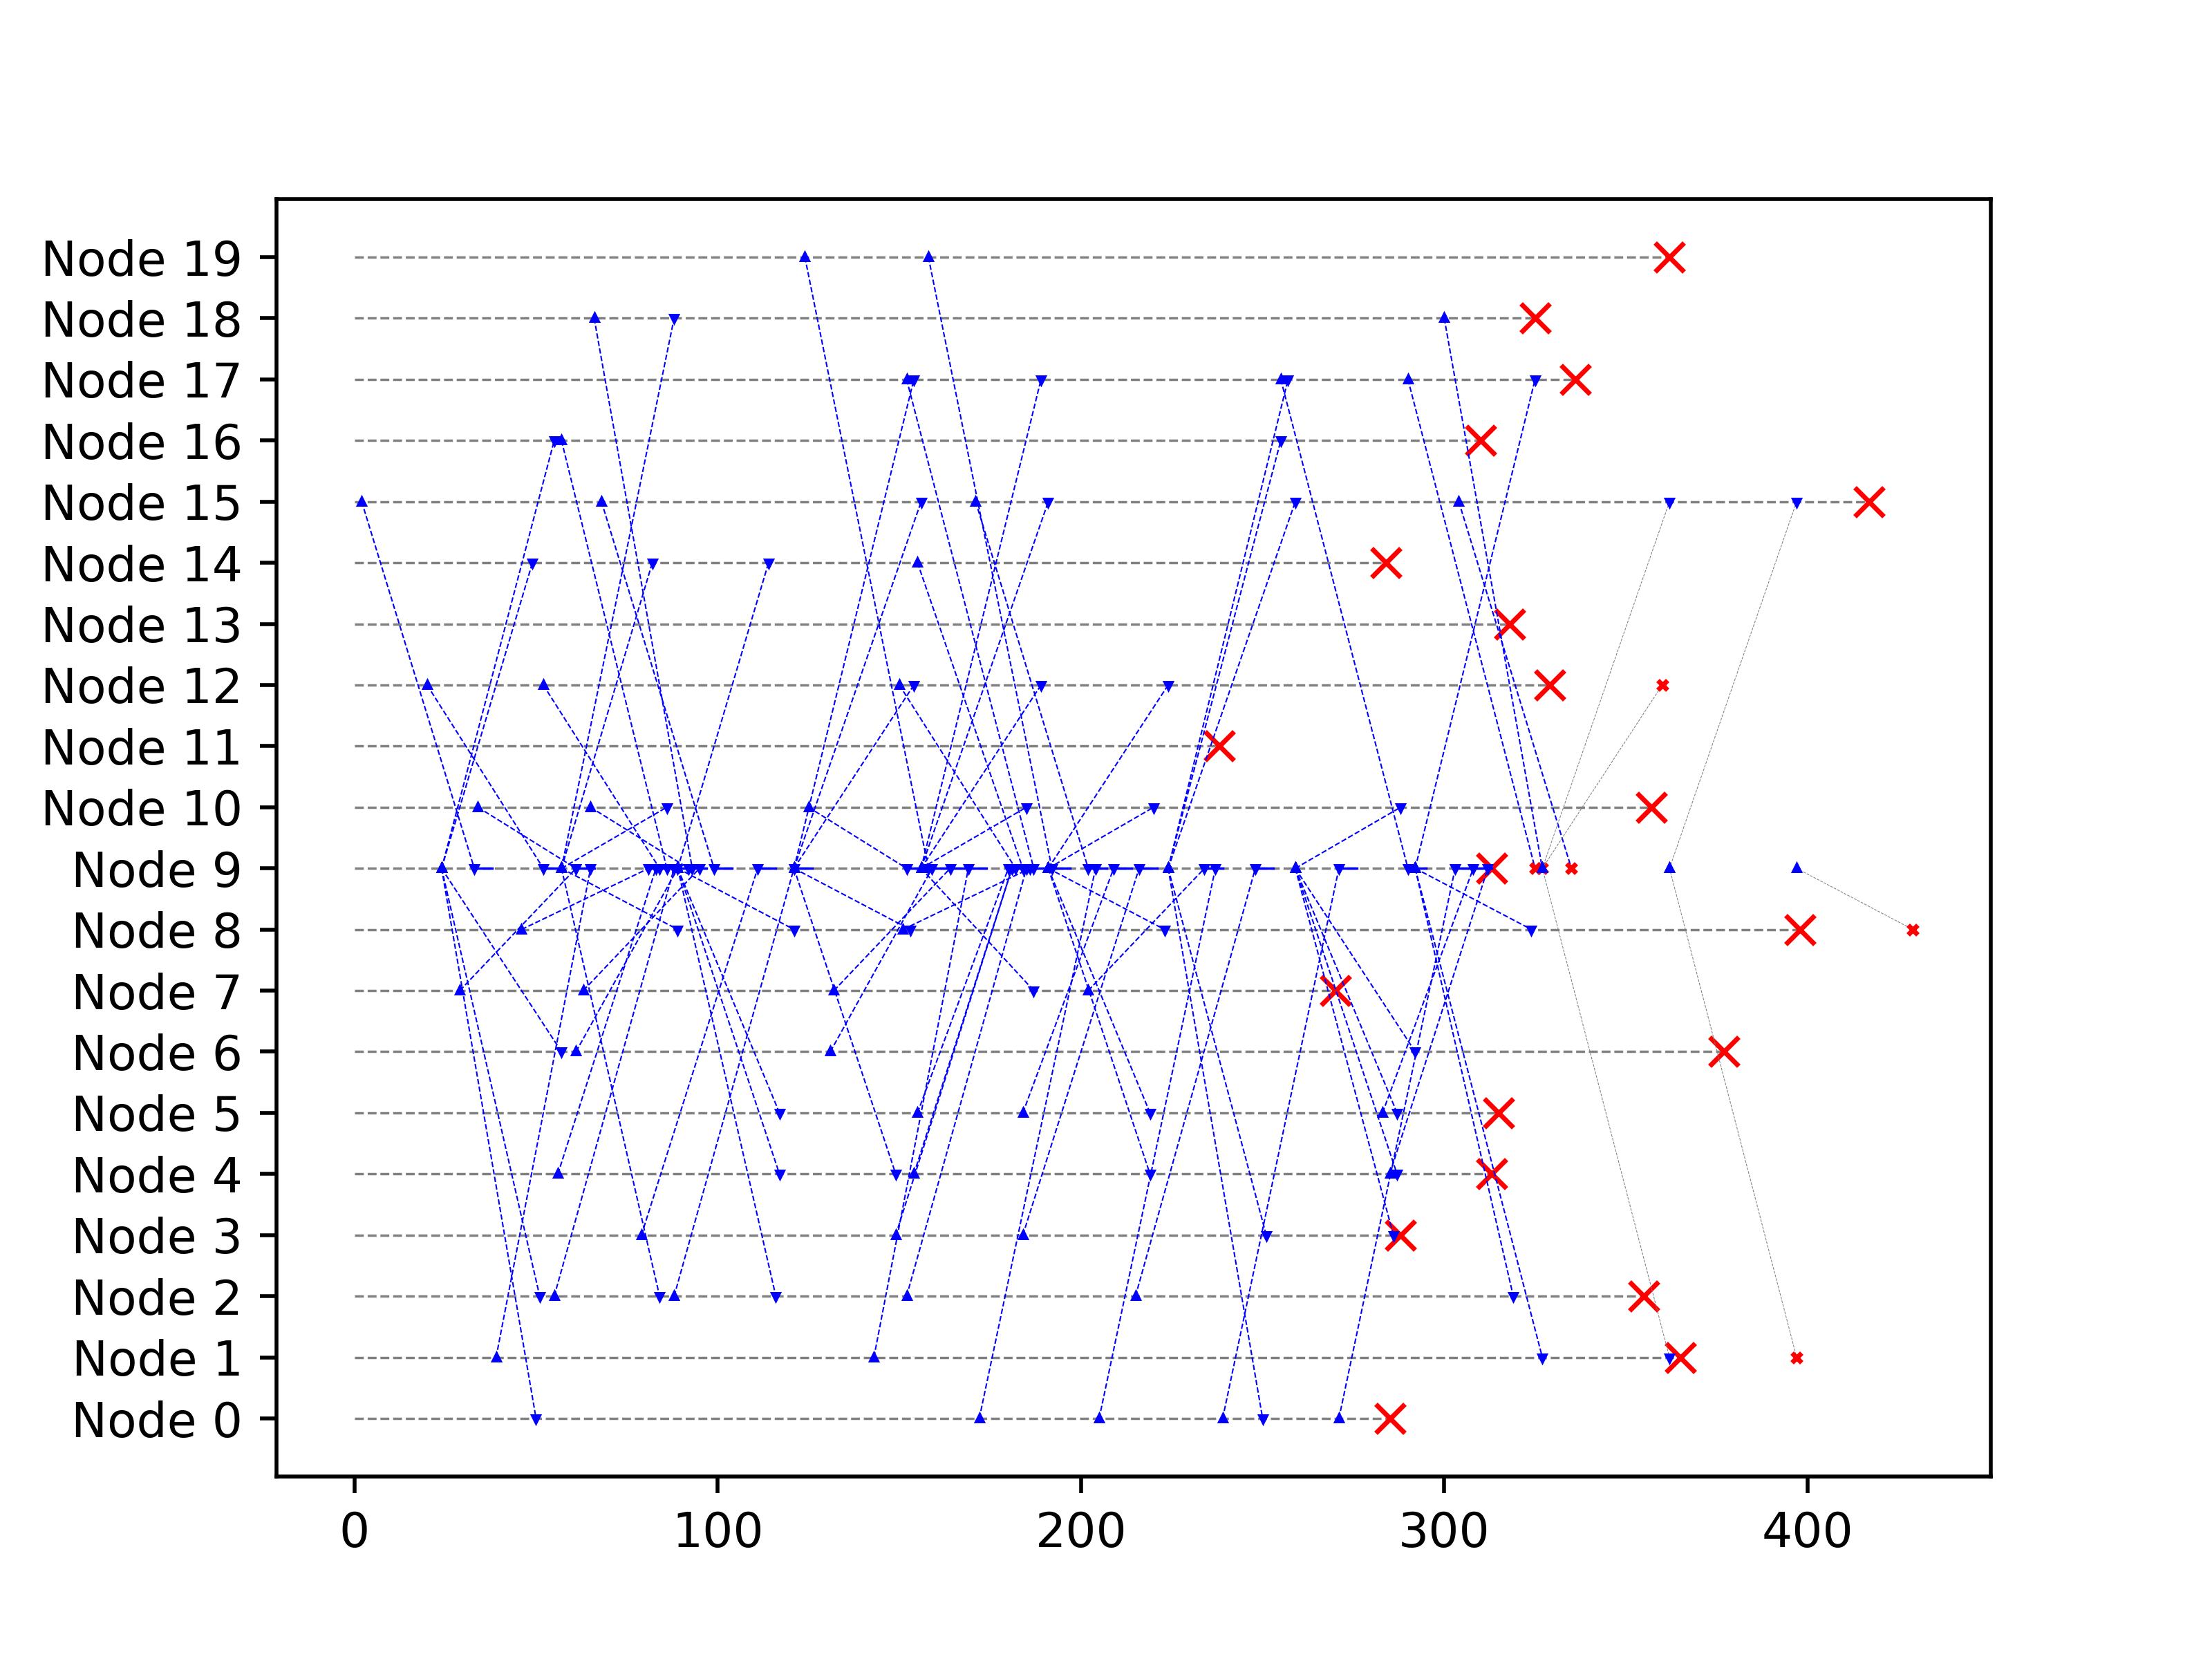 Node 19
Node 18
Node 17
Node 16
Node 15
Node 14
Node 13
Node 12
Node 11
Node 10
Node 9
Node 8
Node 7
Node 6
Node 5
Node 4
Node 3
Node 2
Node 1
Node 0
0 100 200 300 400